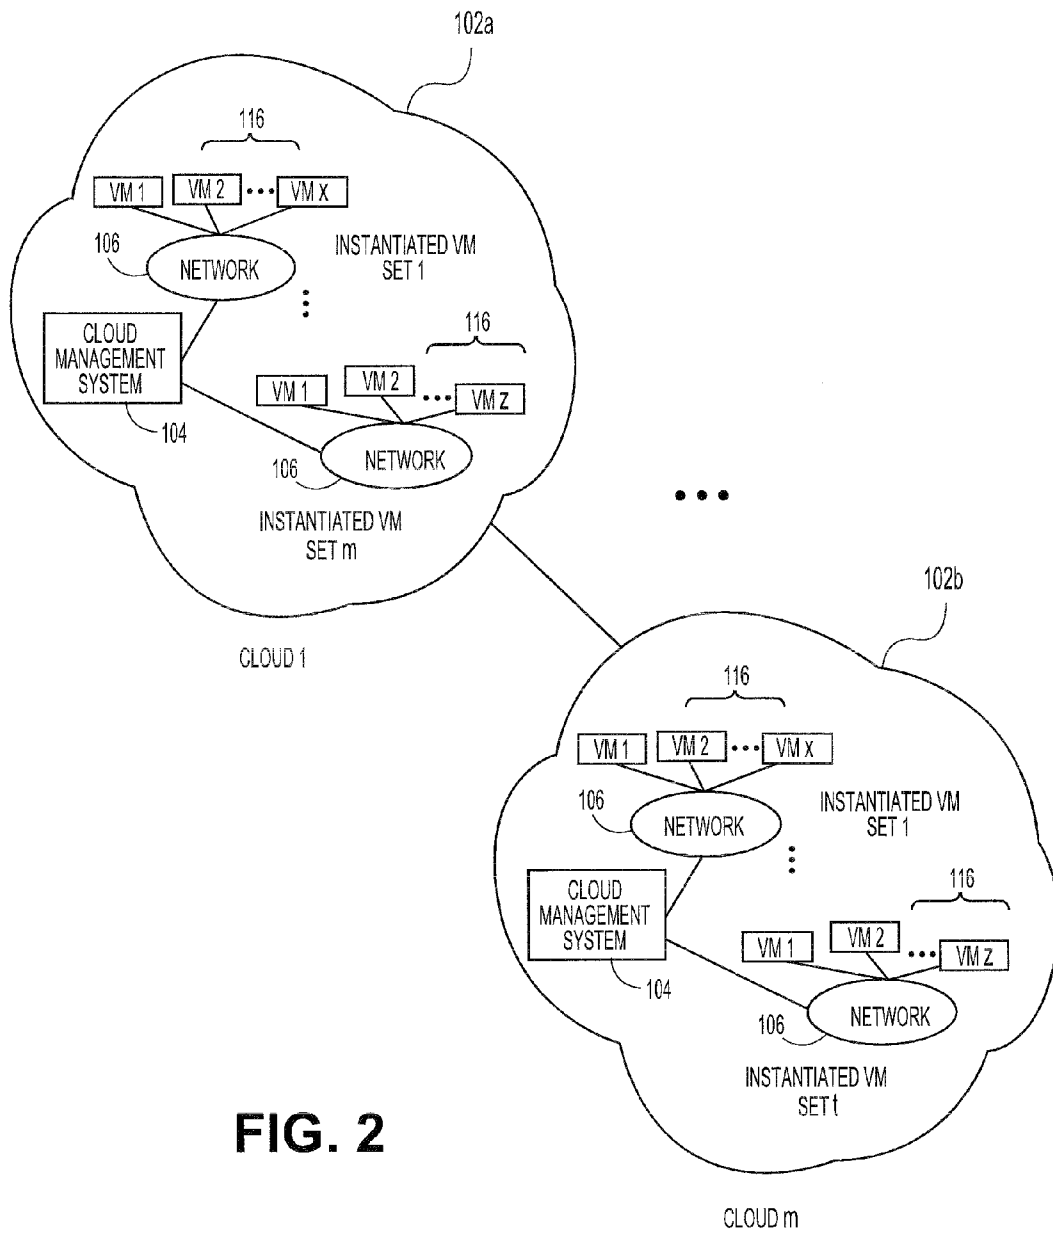 102a
116
VM 1
VM 2
VM X
106
NETWORK
INSTANTIATED VM
SET 1
CLOUD
MANAGEMENT
SYSTEM
104
116
VM 1
VM 2
VM Z
106
NETWORK
INSTANTIATED VM
SET m
CLOUD 1
102b
116
VM 1
VM 2
VM X
106
NETWORK
INSTANTIATED VM
SET 1
CLOUD
MANAGEMENT
SYSTEM
104
116
VM 1
VM 2
VM Z
106
NETWORK
INSTANTIATED VM
SET t
FIG. 2
CLOUD m